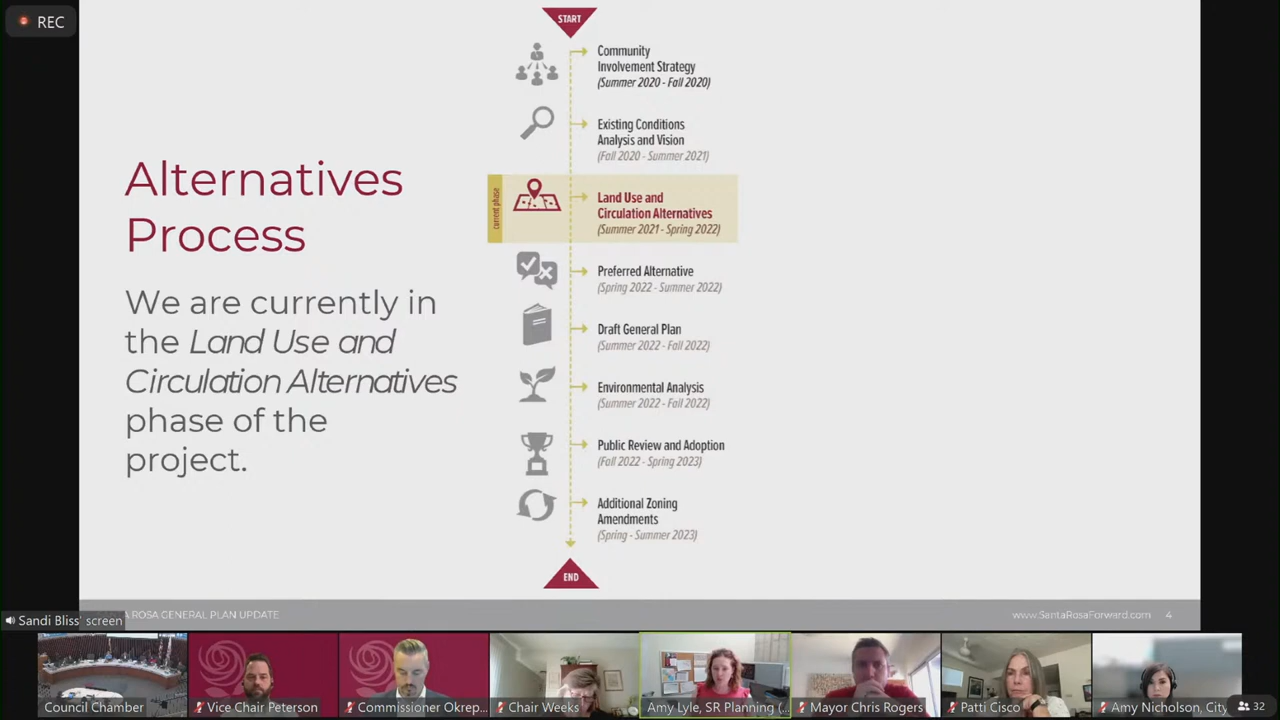 REC
START
Community
Involvement Strategy
(Summer 2020 - Fall 2020)
Existing Conditions
Analysis and Vision
(Fall 2020 - Summer 2021)
Alternatives
Process
current phase
Land Use and
Circulation Alternatives
(Summer 2021 - Spring 2022)
We are currently in
the Land Use and
Circulation Alternatives
phase of the
project.
Preferred Alternative
(Spring 2022 - Summer 2022)
Draft General Plan
(Summer 2022 - Fall 2022)
Environmental Analysis
(Summer 2022 - Fall 2022)
Public Review and Adoption
(Fall 2022 - Spring 2023)
Additional Zoning
Amendments
(Spring - Summer 2023)
END
A ROSA GENERAL PLAN UPDATE
www.SantaRosaForward.com 4
Sandi Bliss' screen
Council Chamber
Vice Chair Peterson
Commissioner Okrep...
Chair Weeks
Amy Lyle, SR Planning (...
Mayor Chris Rogers
Patti Cisco
Amy Nicholson, City
32